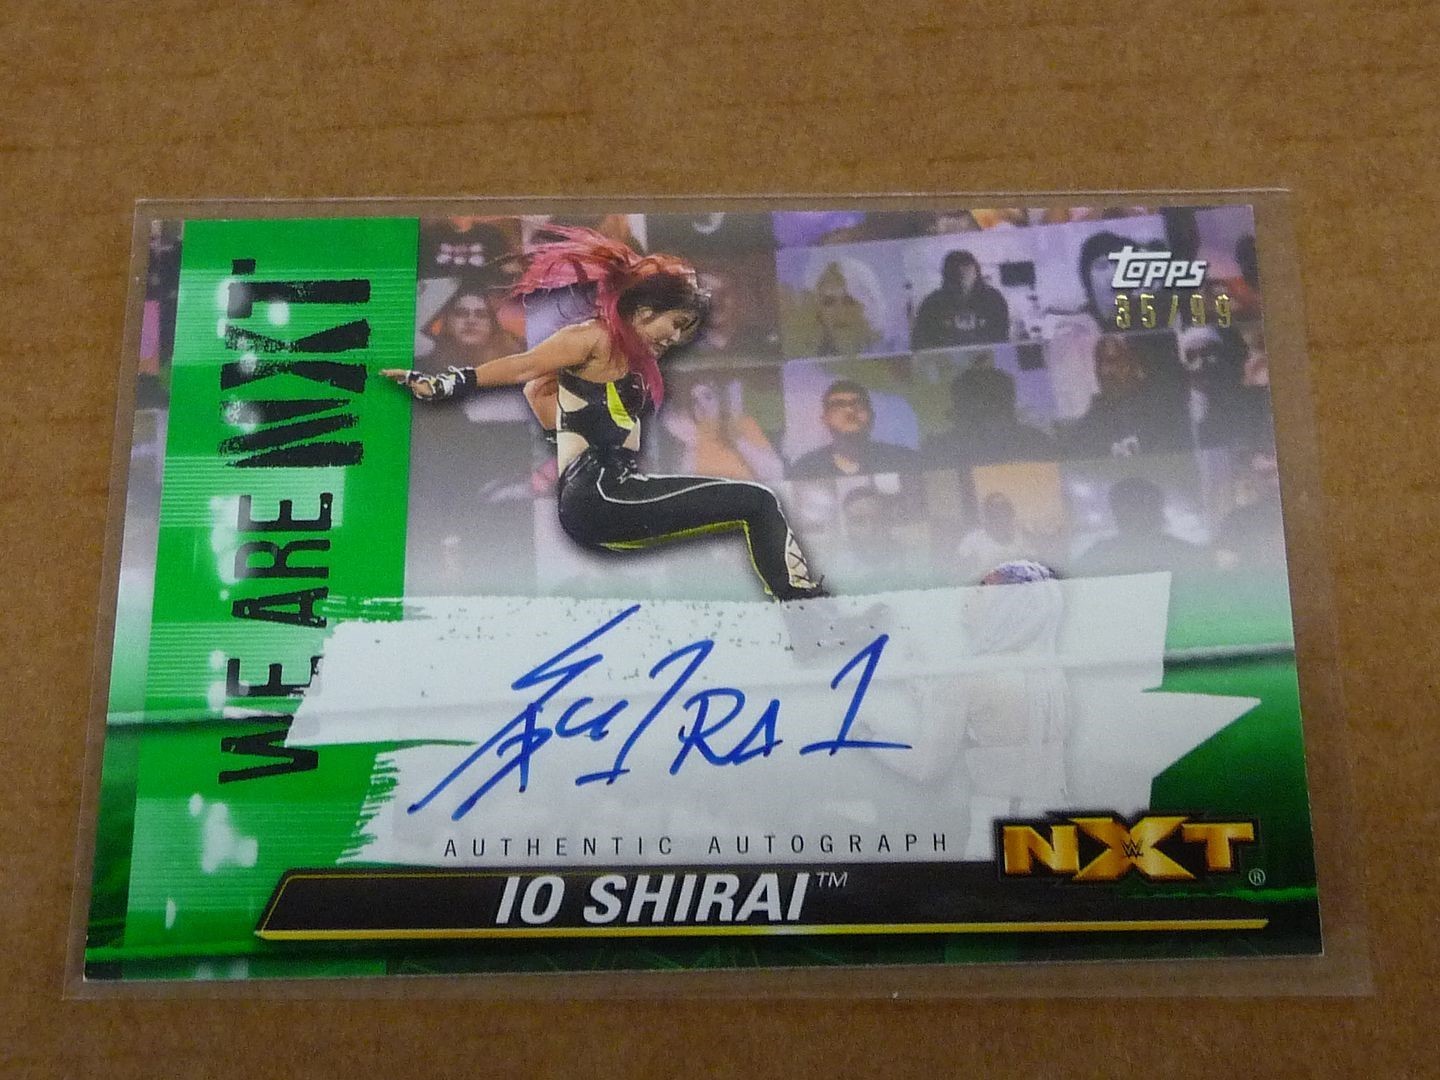 topps
35/99
WE ARE NXT
AUTHENTIC AUTOGRAPH
NXT®
IO SHIRAI™